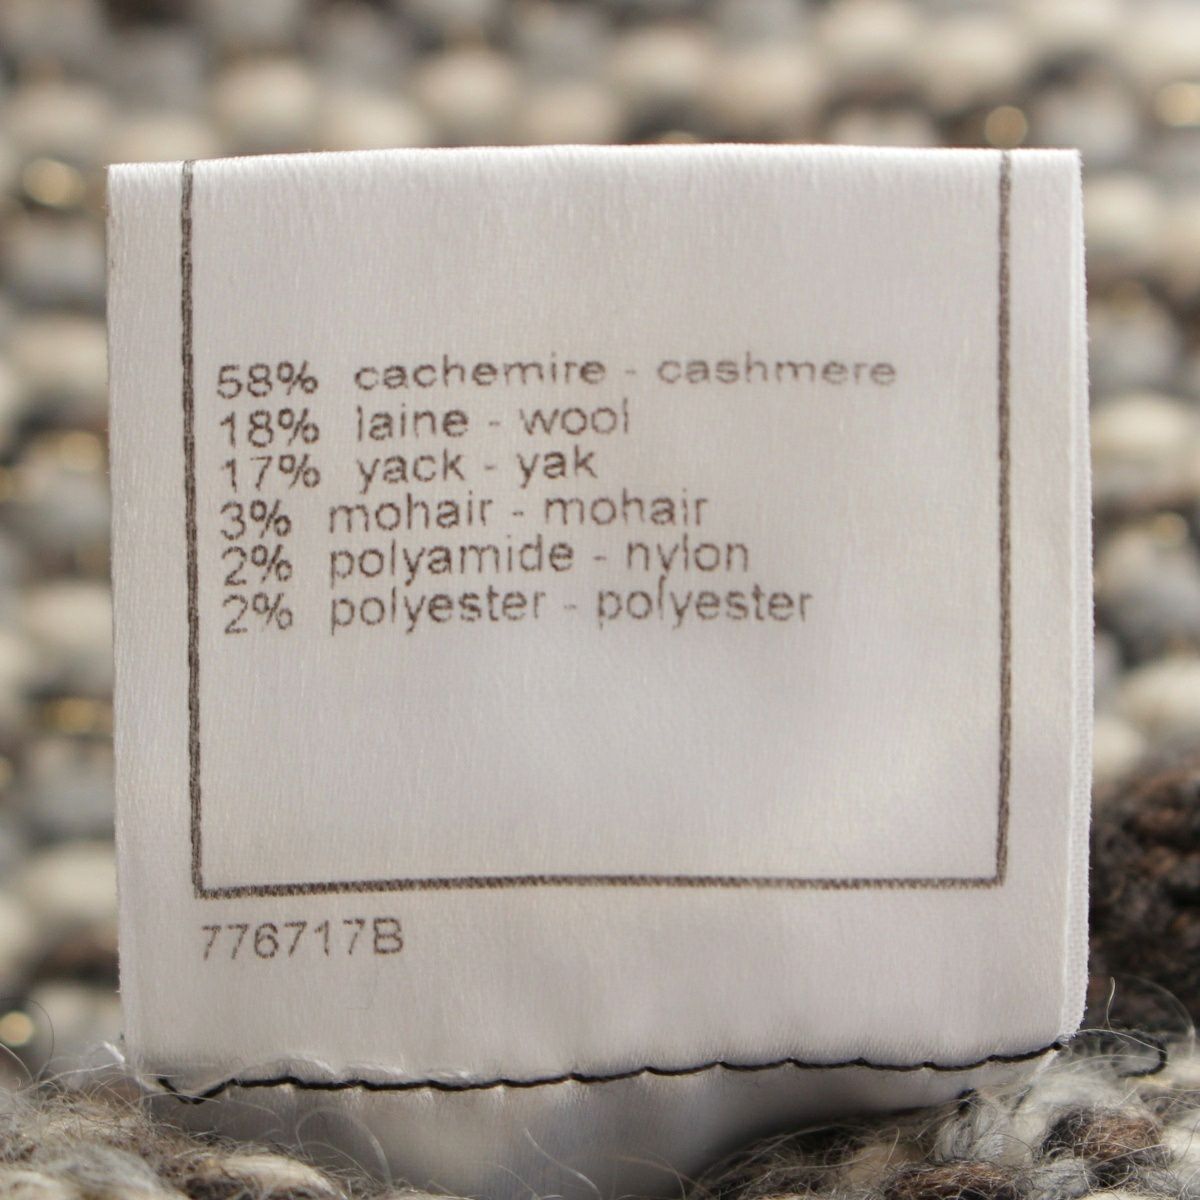 58% cachemire - cashmere
18% laine - wool
17% yack - yak
3% mohair - mohair
2% polyamide - nylon
2% polyester - polyester
776717B